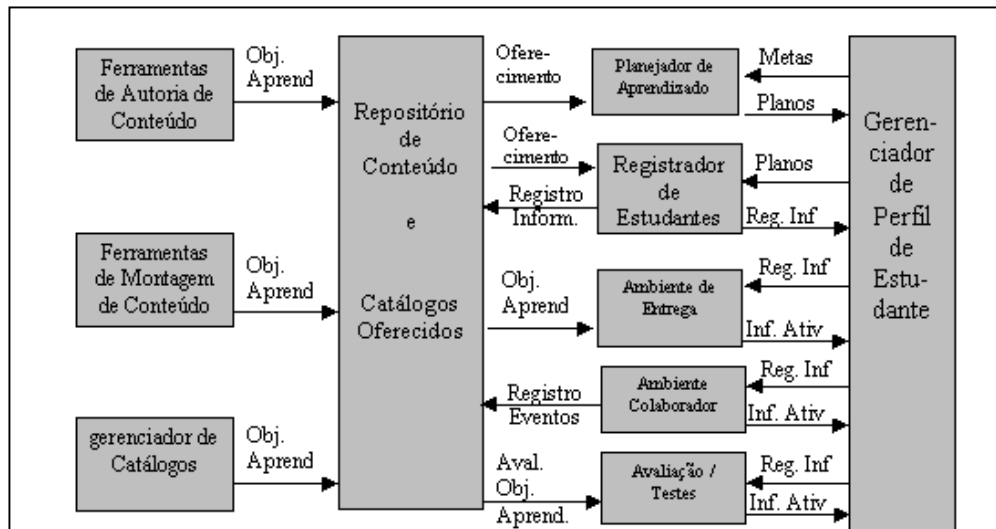 Ferramentas
de Autoria de
Conteúdo
Obj.
Aprend
Ferramentas
de Montagem
de Conteúdo
Obj.
Aprend
gerenciador de
Catálogos
Obj.
Aprend
Repositório
de
Conteúdo
e
Catálogos
Oferecidos
Ofere-
cimento
Planejador de
Aprendizado
Metas
Planos
Ofere-
cimento
Registro
Inform.
Registrador
de
Estudantes
Planos
Reg. Inf
Obj.
Aprend
Ambiente de
Entrega
Reg. Inf
Inf. Ativ
Registro
Eventos
Ambiente
Colaborador
Reg. Inf
Inf. Ativ
Aval.
Obj.
Aprend.
Avaliação /
Testes
Reg. Inf
Inf. Ativ
Geren-
ciador
de
Perfil
de
Estu-
dante